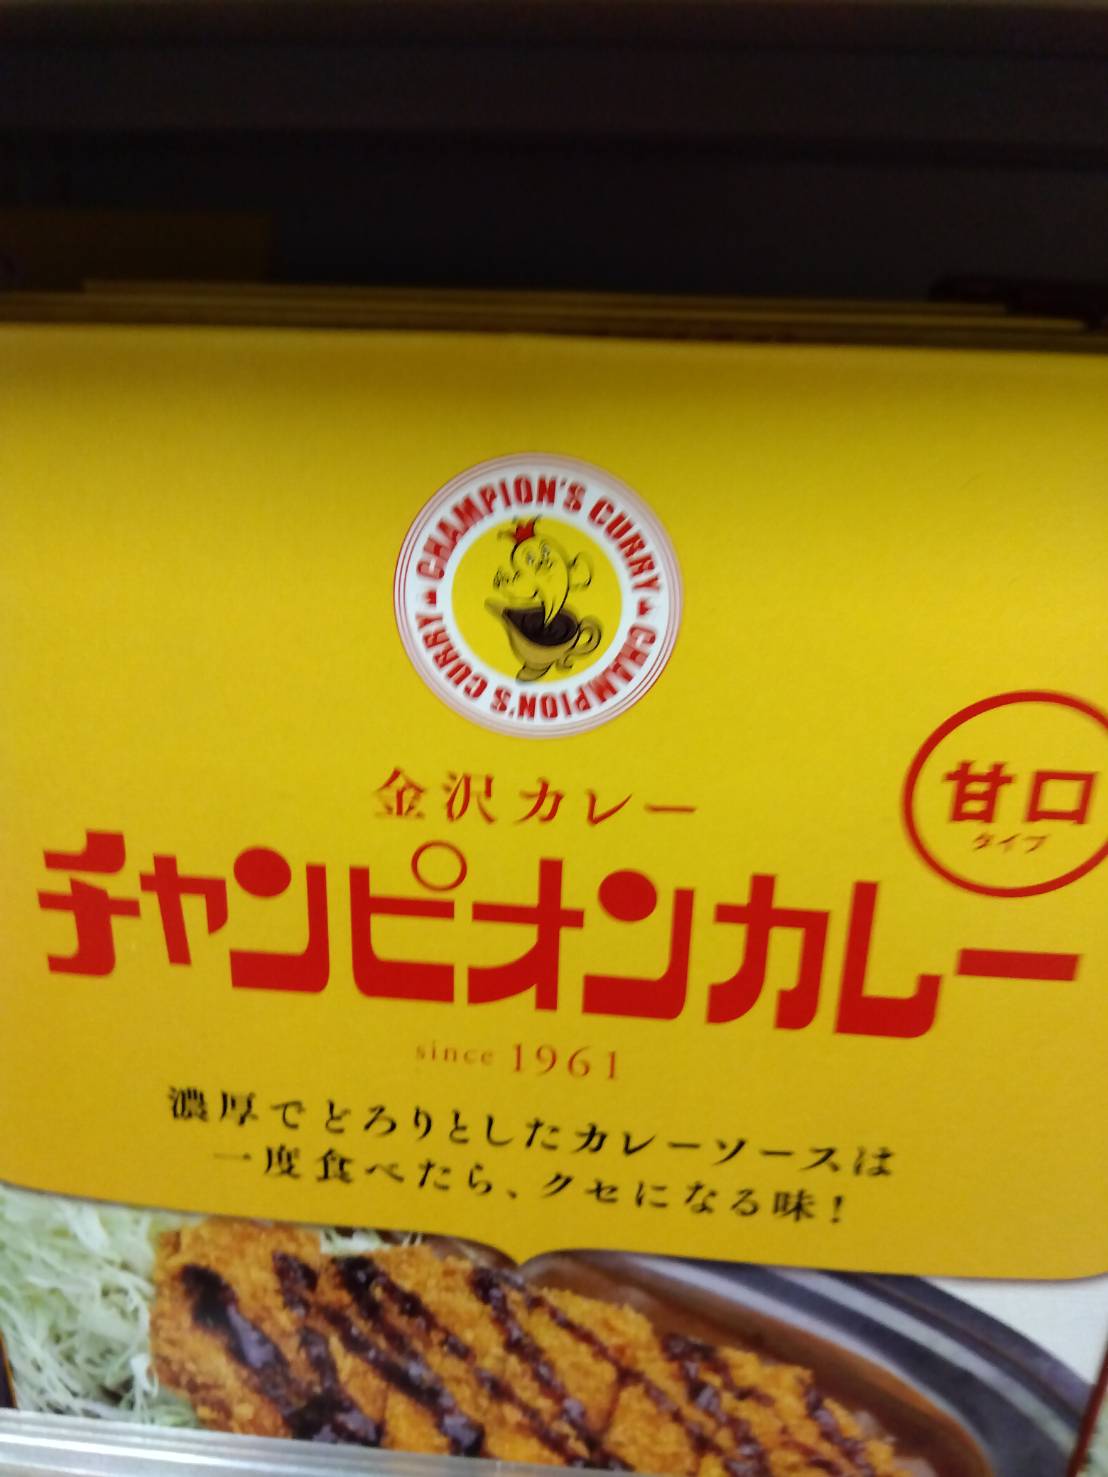 CHAMPION'S CURRY
CHAMPION'S CURRY
金沢カレー
甘口
タイプ
チャンピオンカレー
since 1961
濃厚でとろりとしたカレーソースは
一度食べたら、クセになる味!